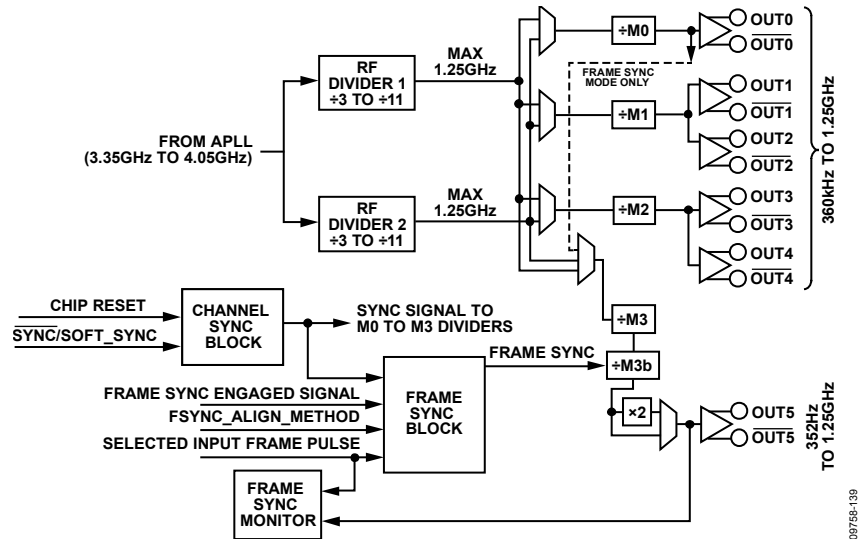 RF
DIVIDER 1
÷3 TO ÷11
MAX
1.25GHz
FROM APLL
(3.35GHz TO 4.05GHz)
RF
DIVIDER 2
÷3 TO ÷11
MAX
1.25GHz
FRAME SYNC
MODE ONLY
÷M0
÷M1
÷M2
OUT0
OUT0
OUT1
OUT1
OUT2
OUT2
OUT3
OUT3
OUT4
OUT4
360kHz TO 1.25GHz
CHIP RESET
SYNC/SOFT_SYNC
CHANNEL
SYNC
BLOCK
SYNC SIGNAL TO
M0 TO M3 DIVIDERS
÷M3
FRAME SYNC
÷M3b
FRAME SYNC ENGAGED SIGNAL
FSYNC_ALIGN_METHOD
SELECTED INPUT FRAME PULSE
FRAME
SYNC
BLOCK
×2
OUT5
OUT5
352Hz
TO 1.25GHz
FRAME
SYNC
MONITOR
09758-139